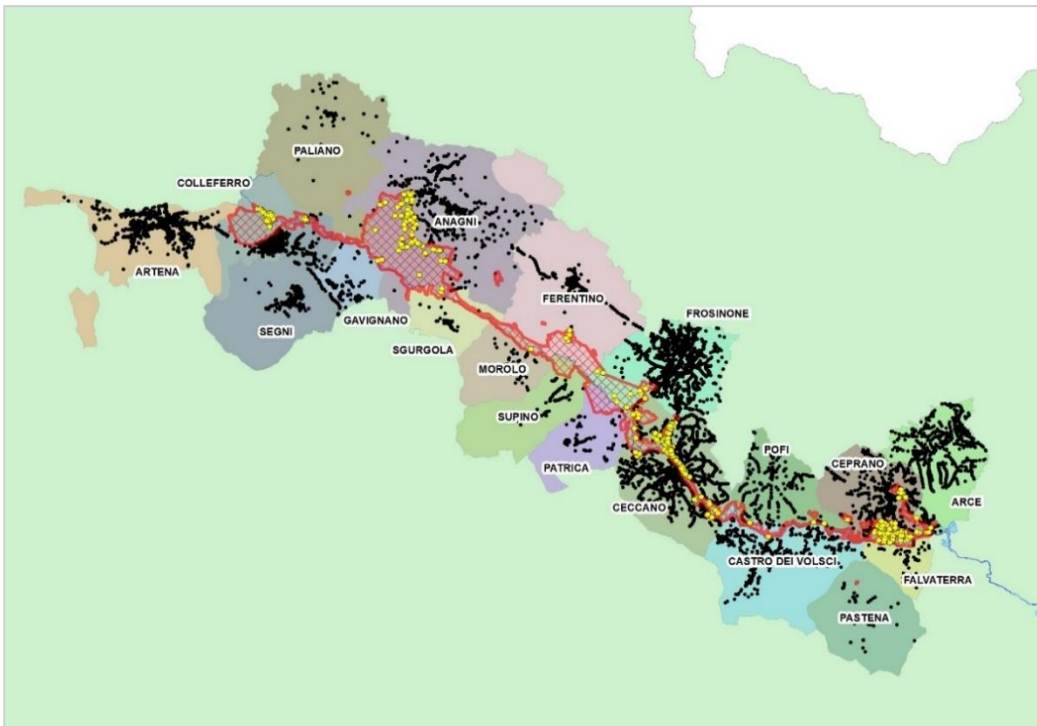 PALIANO
COLLEFERRO
ANAGNI
ARTENA
FERENTINO
FROSINONE
GAVIGNANO
SEGNI
SGURGOLA
MOROLO
SUPINO
POFI
CEPRANO
PATRICA
ARCE
CECCANO
CASTRO DEI VOLSCI
FALVATERRA
PASTENA